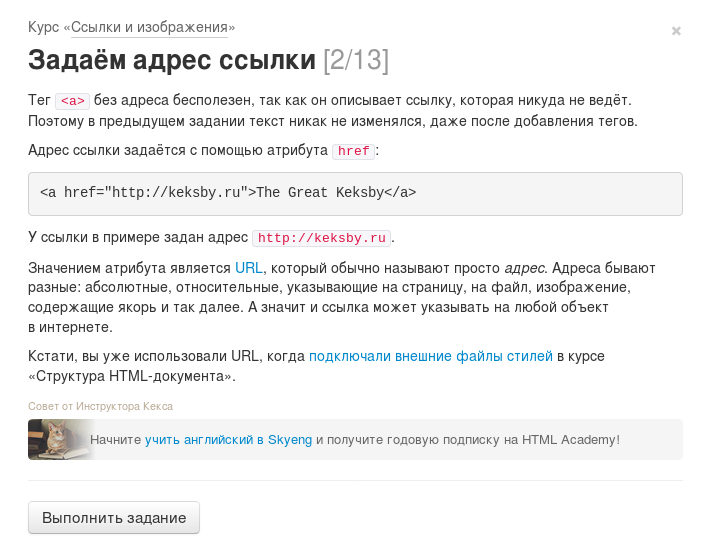 Курс «Ссылки и изображения»
×
Задаём адрес ссылки [2/13]
Тег <a> без адреса бесполезен, так как он описывает ссылку, которая никуда не ведёт.
Поэтому в предыдущем задании текст никак не изменялся, даже после добавления тегов.
Адрес ссылки задаётся с помощью атрибута href:
<a href="http://keksby.ru">The Great Keksby</a>
У ссылки в примере задан адрес http://keksby.ru.
Значением атрибута является URL, который обычно называют просто адрес. Адреса бывают
разные: абсолютные, относительные, указывающие на страницу, на файл, изображение,
содержащие якорь и так далее. А значит и ссылка может указывать на любой объект
в интернете.
Кстати, вы уже использовали URL, когда подключали внешние файлы стилей в курсе
«Структура HTML-документа».
Совет от Инструктора Кекса
Начните учить английский в Skyeng и получите годовую подписку на HTML Academy!
Выполнить задание